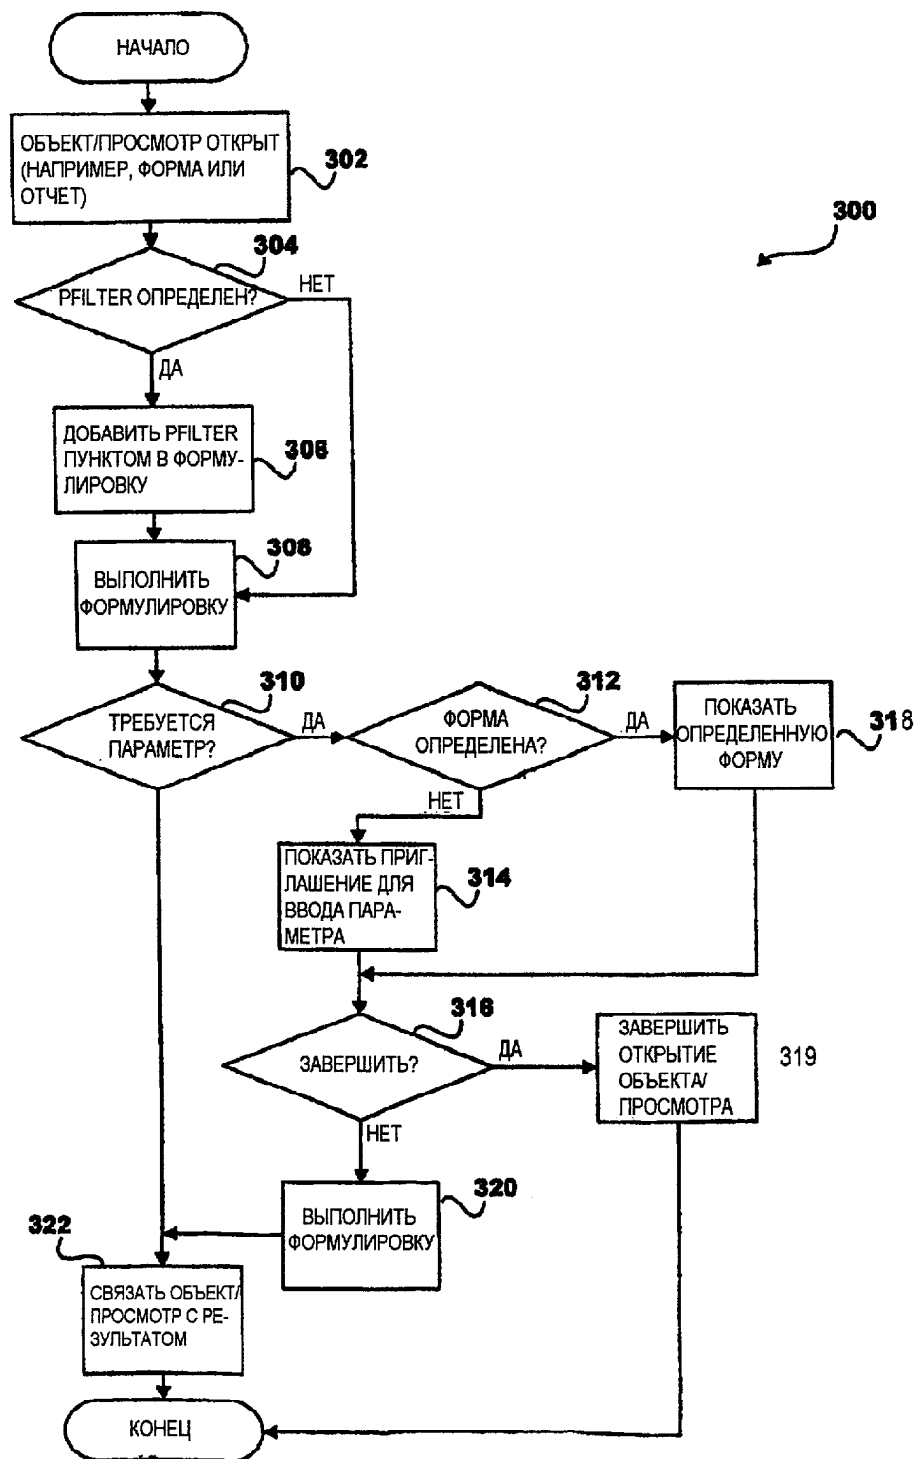 НАЧАЛО
ОБЪЕКТ/ПРОСМОТР ОТКРЫТ
(НАПРИМЕР, ФОРМА ИЛИ
ОТЧЕТ)
302
300
304
PFILTER ОПРЕДЕЛЕН?
НЕТ
ДА
ДОБАВИТЬ PFILTER
ПУНКТОМ В ФОРМУ-
ЛИРОВКУ
306
308
ВЫПОЛНИТЬ
ФОРМУЛИРОВКУ
310
ТРЕБУЕТСЯ
ПАРАМЕТР?
ДА
312
ФОРМА
ОПРЕДЕЛЕНА?
ДА
ПОКАЗАТЬ
ОПРЕДЕЛЕННУЮ
ФОРМУ
318
НЕТ
ПОКАЗАТЬ ПРИГ-
ЛАШЕНИЕ ДЛЯ
ВВОДА ПАРА-
МЕТРА
314
316
ЗАВЕРШИТЬ?
ДА
ЗАВЕРШИТЬ
ОТКРЫТИЕ
ОБЪЕКТА/
ПРОСМОТРА
319
НЕТ
ВЫПОЛНИТЬ
ФОРМУЛИРОВКУ
320
322
СВЯЗАТЬ ОБЪЕКТ/
ПРОСМОТР С РЕ-
ЗУЛЬТАТОМ
КОНЕЦ